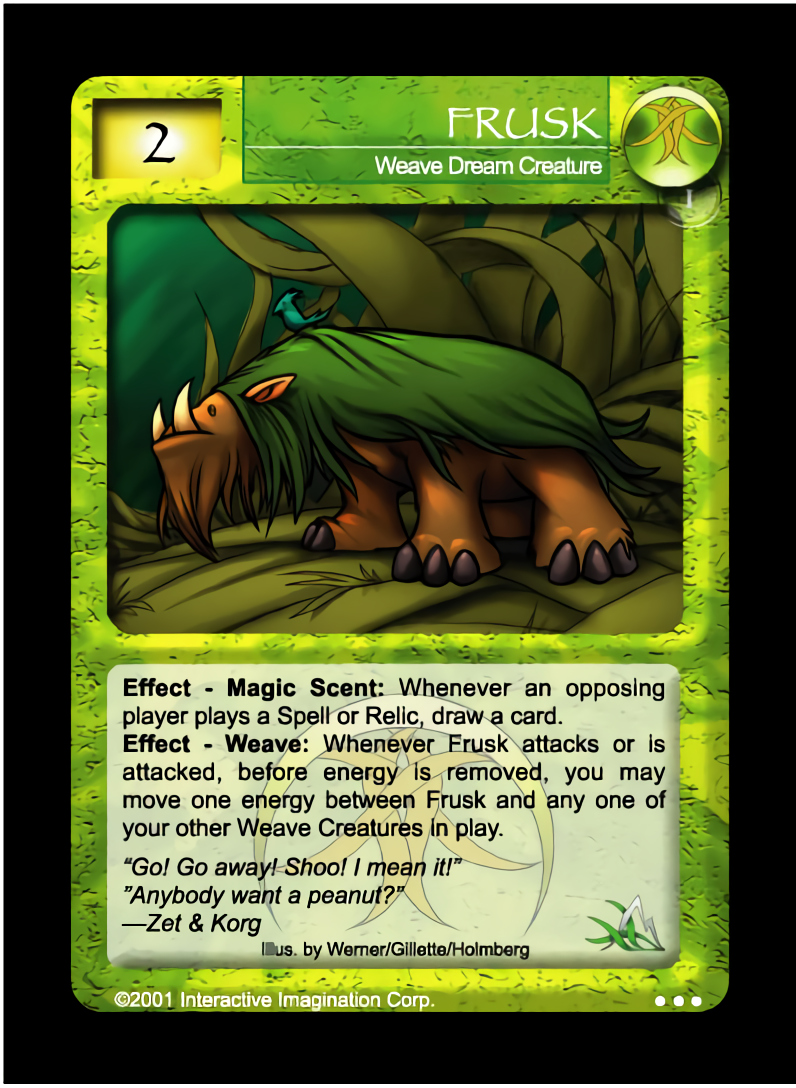 2
FRUSK
Weave Dream Creature
1
Effect - Magic Scent: Whenever an opposing
player plays a Spell or Relic, draw a card.
Effect - Weave: Whenever Frusk attacks or is
attacked, before energy is removed, you may
move one energy between Frusk and any one of
your other Weave Creatures in play.
“Go! Go away! Shoo! I mean it!”
”Anybody want a peanut?”
—Zet & Korg
Illus. by Werner/Gillette/Holmberg
©2001 Interactive Imagination Corp.